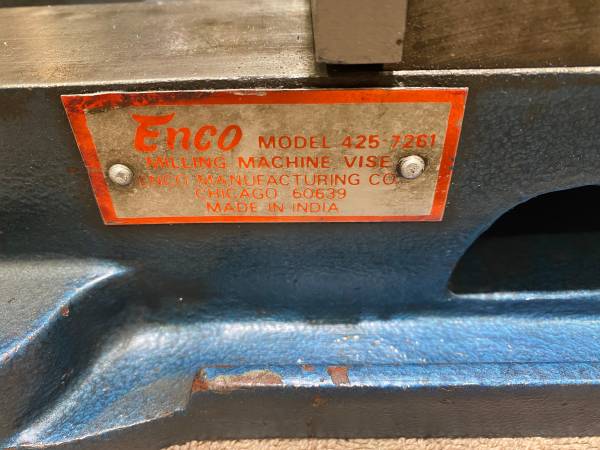 Enco MODEL 425-7261
MILLING MACHINE VISE
ENCO MANUFACTURING CO.
CHICAGO 60639
MADE IN INDIA